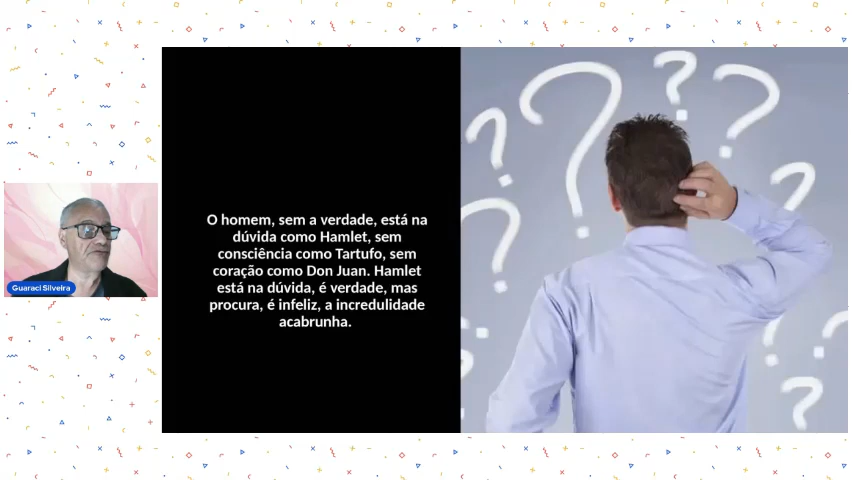 O homem, sem a verdade, está na
dúvida como Hamlet, sem
consciência como Tartufo, sem
coração como Don Juan. Hamlet
está na dúvida, é verdade, mas
procura, é infeliz, a incredulidade
acabrunha.
Guaraci Silveira